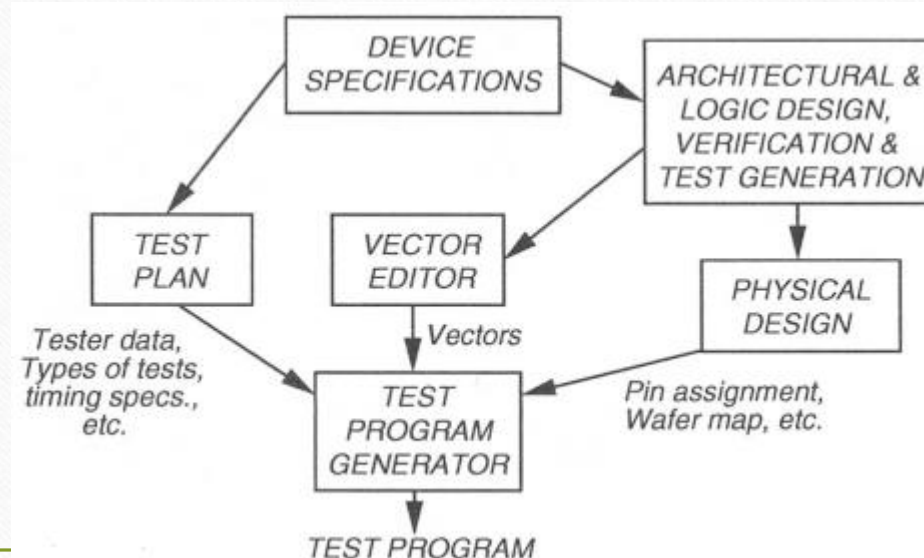 DEVICE
SPECIFICATIONS
ARCHITECTURAL &
LOGIC DESIGN,
VERIFICATION &
TEST GENERATION
TEST
PLAN
VECTOR
EDITOR
PHYSICAL
DESIGN
Tester data,
Types of tests,
timing specs.,
etc.
Vectors
Pin assignment,
Wafer map, etc.
TEST
PROGRAM
GENERATOR
TEST PROGRAM